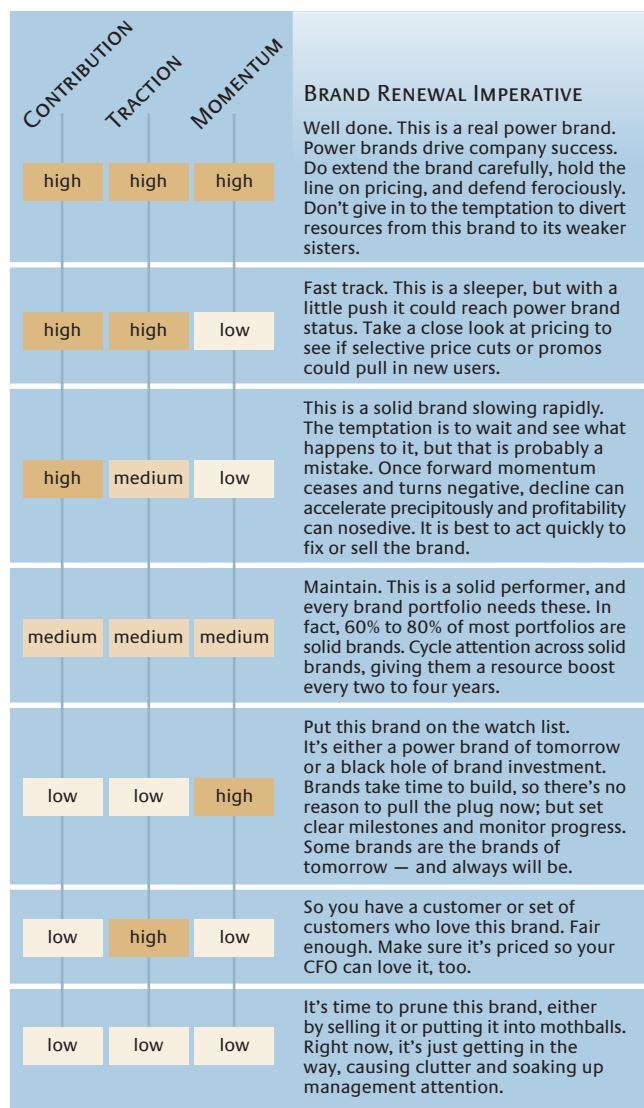 CONTRIBUTION
TRACTION
MOMENTUM
BRAND RENEWAL IMPERATIVE
high
high
high
Well done. This is a real power brand.
Power brands drive company success.
Do extend the brand carefully, hold the
line on pricing, and defend ferociously.
Don’t give in to the temptation to divert
resources from this brand to its weaker
sisters.
high
high
low
Fast track. This is a sleeper, but with a
little push it could reach power brand
status. Take a close look at pricing to
see if selective price cuts or promos
could pull in new users.
high
medium
low
This is a solid brand slowing rapidly.
The temptation is to wait and see what
happens to it, but that is probably a
mistake. Once forward momentum
ceases and turns negative, decline can
accelerate precipitously and profitability
can nosedive. It is best to act quickly to
fix or sell the brand.
medium
medium
medium
Maintain. This is a solid performer, and
every brand portfolio needs these. In
fact, 60% to 80% of most portfolios are
solid brands. Cycle attention across solid
brands, giving them a resource boost
every two to four years.
low
low
high
Put this brand on the watch list.
It’s either a power brand of tomorrow
or a black hole of brand investment.
Brands take time to build, so there’s no
reason to pull the plug now; but set
clear milestones and monitor progress.
Some brands are the brands of
tomorrow — and always will be.
low
high
low
So you have a customer or set of
customers who love this brand. Fair
enough. Make sure it’s priced so your
CFO can love it, too.
low
low
low
It’s time to prune this brand, either
by selling it or putting it into mothballs.
Right now, it’s just getting in the
way, causing clutter and soaking up
management attention.